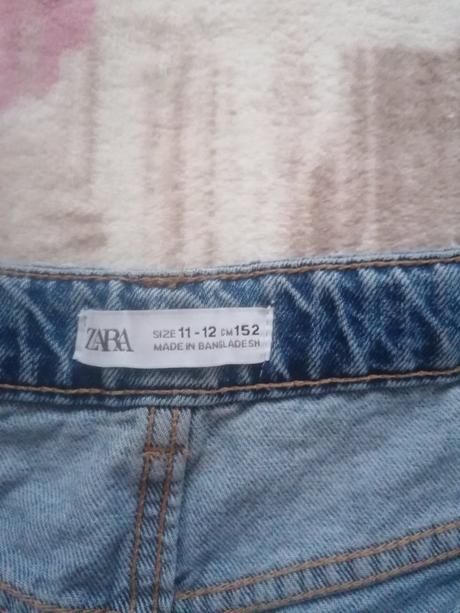 ZARA
SIZE 11 - 12 CM 152
MADE IN BANGLADESH